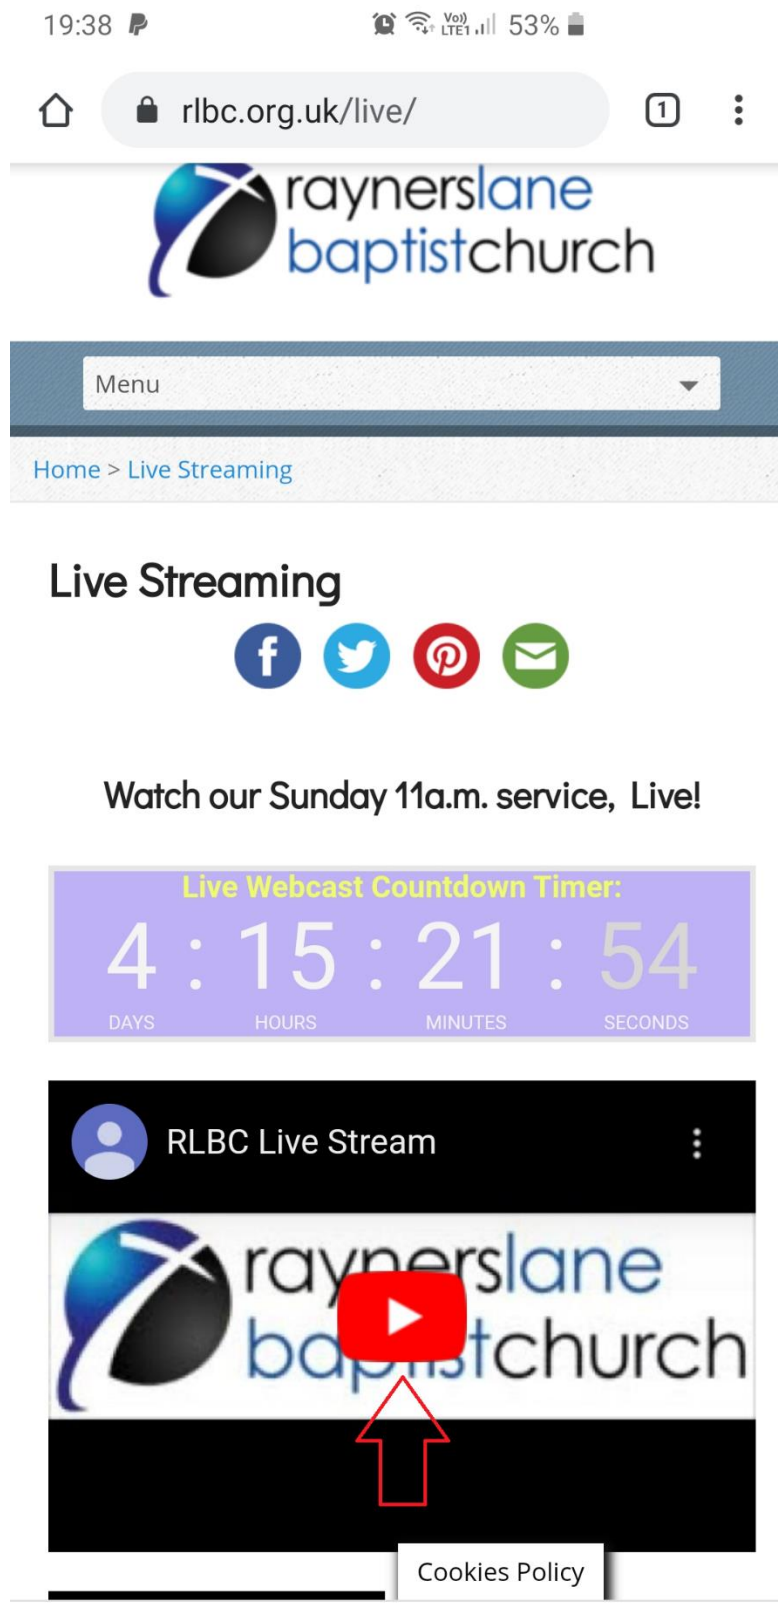 19:38
Vo)) LTE1 53%
rlbc.org.uk/live/
1
raynerslane
baptistchurch
Menu
Home > Live Streaming
Live Streaming
Watch our Sunday 11a.m. service, Live!
Live Webcast Countdown Timer:
4 : 15 : 21 : 54
DAYS HOURS MINUTES SECONDS
RLBC Live Stream
raynerslane
baptistchurch
Cookies Policy